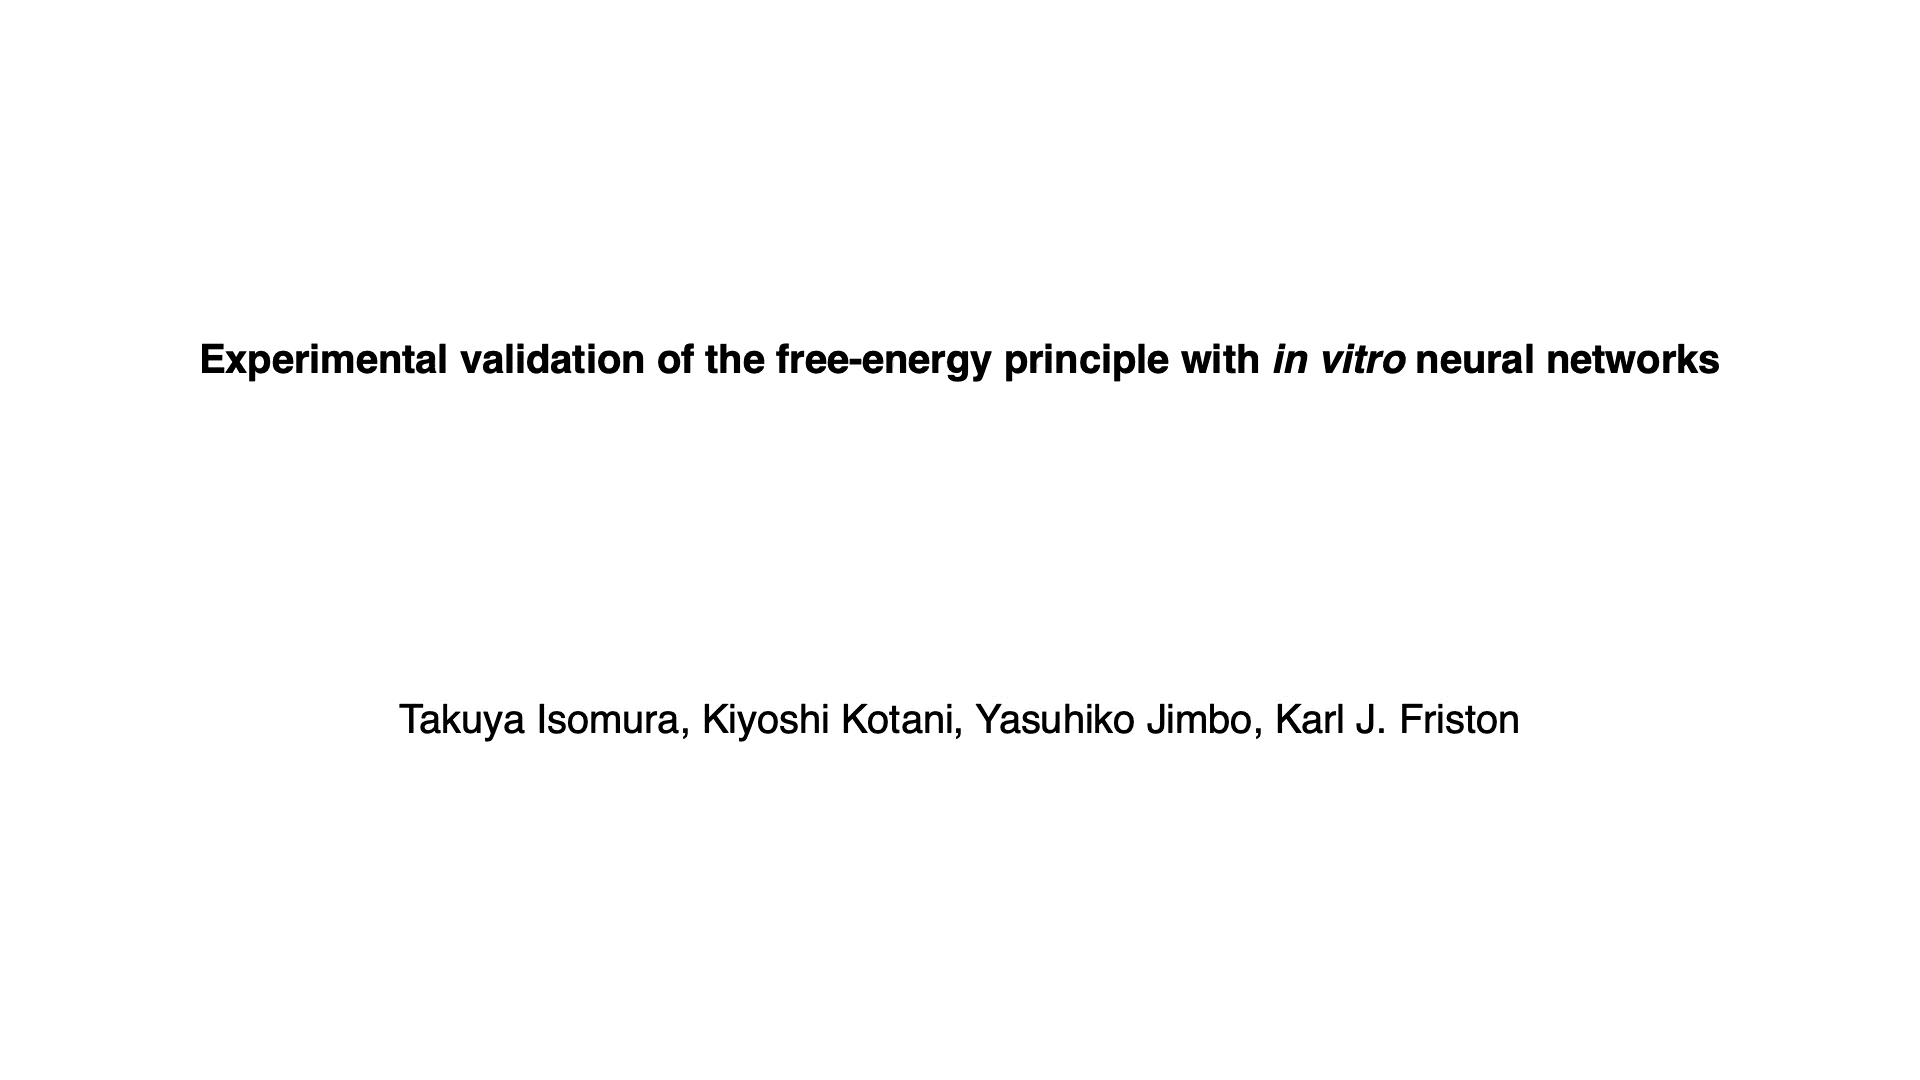 Experimental validation of the free-energy principle with in vitro neural networks
Takuya Isomura, Kiyoshi Kotani, Yasuhiko Jimbo, Karl J. Friston